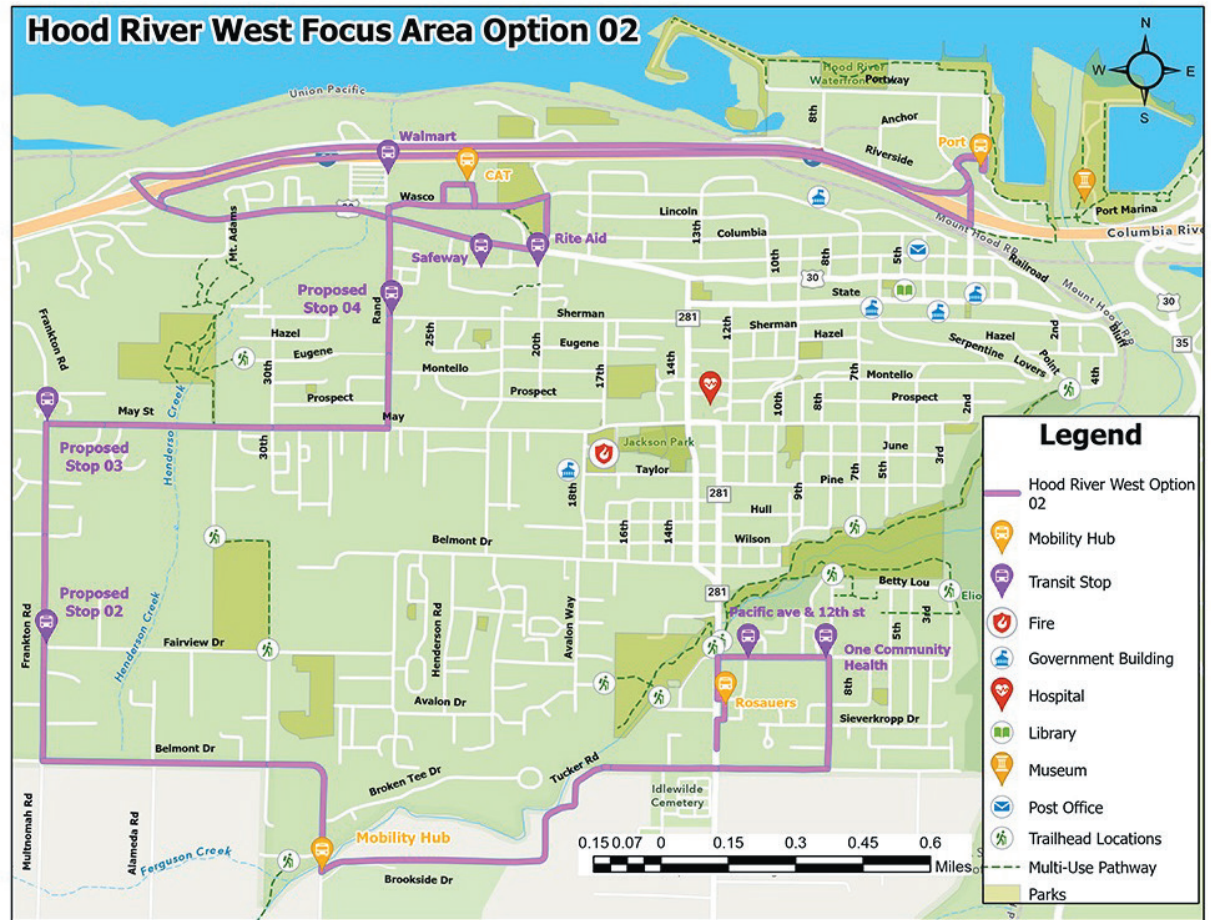 Hood River West Focus Area Option 02
N
W
E
S
Hood River
Waterfront
Portway
Union Pacific
8th
Anchor
Walmart
Port
Riverside
CAT
Wasco
Port Marina
Lincoln
Mt. Adams
13th
Columbia
Mount Hood RR
Columbia
Rite Aid
Safeway
10th
8th
5th
Railroad
30
State
Mount Hood RR
30
Proposed
Stop 04
Rand
Frankton Rd
Sherman
281
12th
Sherman
Hazel
Hazel
2nd
Bluff
35
Hazel
25th
20th
Eugene
Serpentine
Lovers
Point
Eugene
30th
Montello
17th
14th
7th
Montello
4th
Prospect
Prospect
10th
8th
Prospect
2nd
May St
May
Henderson Creek
Proposed
Stop 03
30th
Jackson Park
June
3rd
Taylor
18th
Pine
7th
5th
281
9th
Hull
16th
14th
Wilson
Belmont Dr
281
Betty Lou
Proposed
Stop 02
Pacific ave & 12th st
5th
3rd
Frankton Rd
Henderson Creek
Fairview Dr
Henderson Rd
Avalon Way
One Community
Health
8th
Avalon Dr
Rosauers
Sieverkropp Dr
Belmont Dr
Broken Tee Dr
Tucker Rd
Idlewilde
Cemetery
Multnomah Rd
Alameda Rd
Mobility Hub
Ferguson Creek
Brookside Dr
0.15 0.07 0 0.15 0.3 0.45 0.6
Miles
Legend
Hood River West Option
02
Mobility Hub
Transit Stop
Fire
Government Building
Hospital
Library
Museum
Post Office
Trailhead Locations
Multi-Use Pathway
Parks